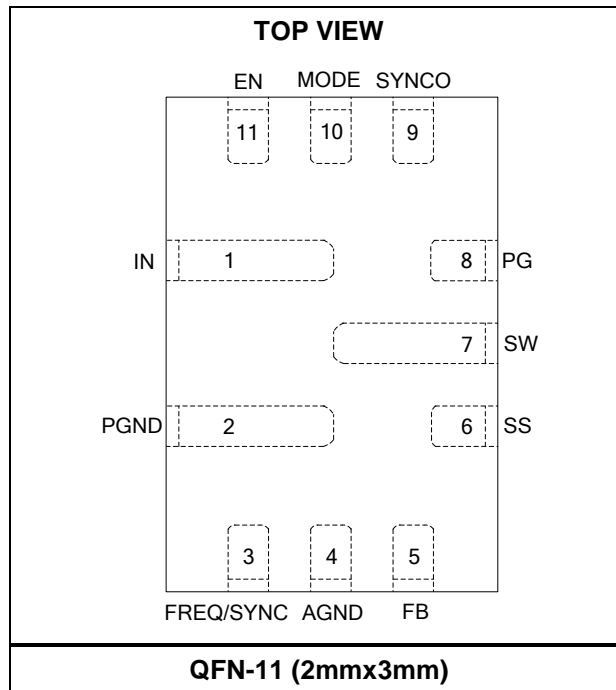 TOP VIEW
EN MODE SYNCO
11 10 9
IN 1 8 PG
7 SW
PGND 2 6 SS
3 4 5
FREQ/SYNC AGND FB
QFN-11 (2mmx3mm)